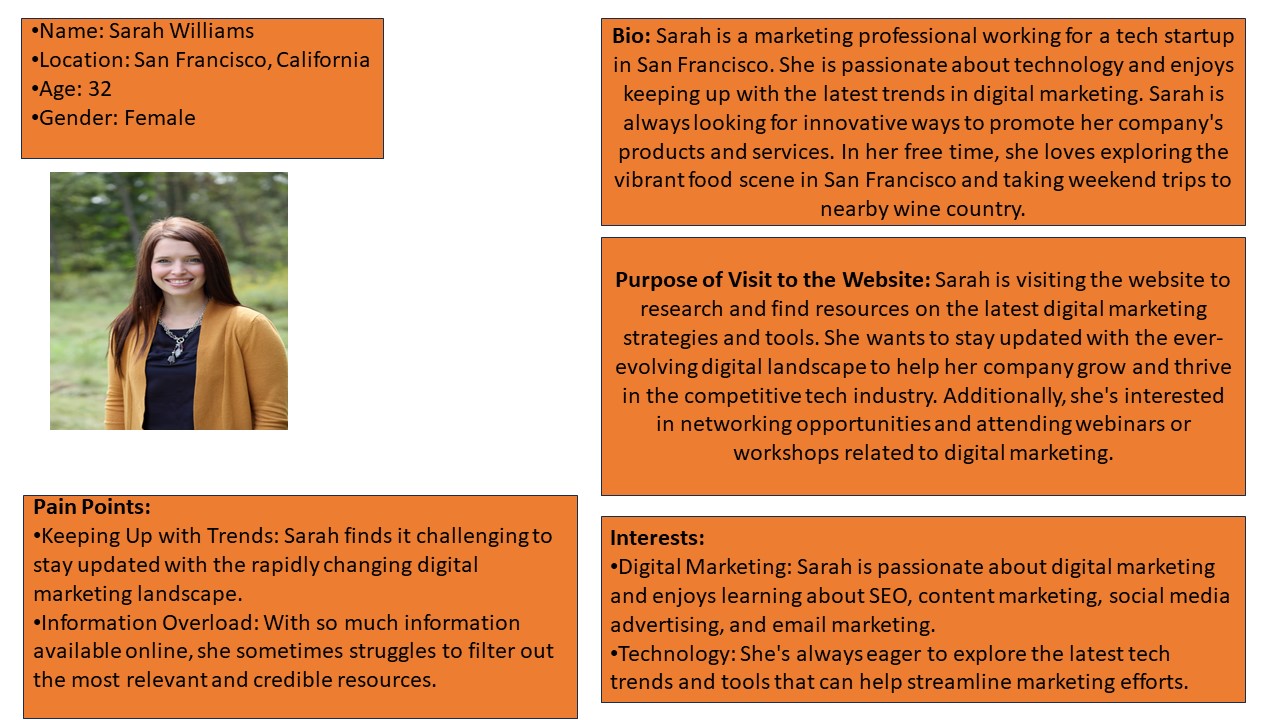 •Name: Sarah Williams
•Location: San Francisco, California
•Age: 32
•Gender: Female
Bio: Sarah is a marketing professional working for a tech startup
in San Francisco. She is passionate about technology and enjoys
keeping up with the latest trends in digital marketing. Sarah is
always looking for innovative ways to promote her company's
products and services. In her free time, she loves exploring the
vibrant food scene in San Francisco and taking weekend trips to
nearby wine country.
Purpose of Visit to the Website: Sarah is visiting the website to
research and find resources on the latest digital marketing
strategies and tools. She wants to stay updated with the ever-
evolving digital landscape to help her company grow and thrive
in the competitive tech industry. Additionally, she's interested
in networking opportunities and attending webinars or
workshops related to digital marketing.
Pain Points:
•Keeping Up with Trends: Sarah finds it challenging to
stay updated with the rapidly changing digital
marketing landscape.
•Information Overload: With so much information
available online, she sometimes struggles to filter out
the most relevant and credible resources.
Interests:
•Digital Marketing: Sarah is passionate about digital marketing
and enjoys learning about SEO, content marketing, social media
advertising, and email marketing.
•Technology: She's always eager to explore the latest tech
trends and tools that can help streamline marketing efforts.